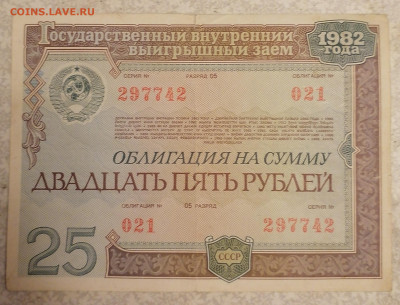 COINS.LAVE.RU
Государственный внутренний
выигрышный заем
1982
года
СЕРИЯ № РАЗРЯД 05 ОБЛИГАЦИЯ №
297742 021
ОБЛИГАЦИЯ НА СУММУ
ДВАДЦАТЬ ПЯТЬ РУБЛЕЙ
ОБЛИГАЦИЯ № 05 РАЗРЯД СЕРИЯ №
021 297742
25
СССР